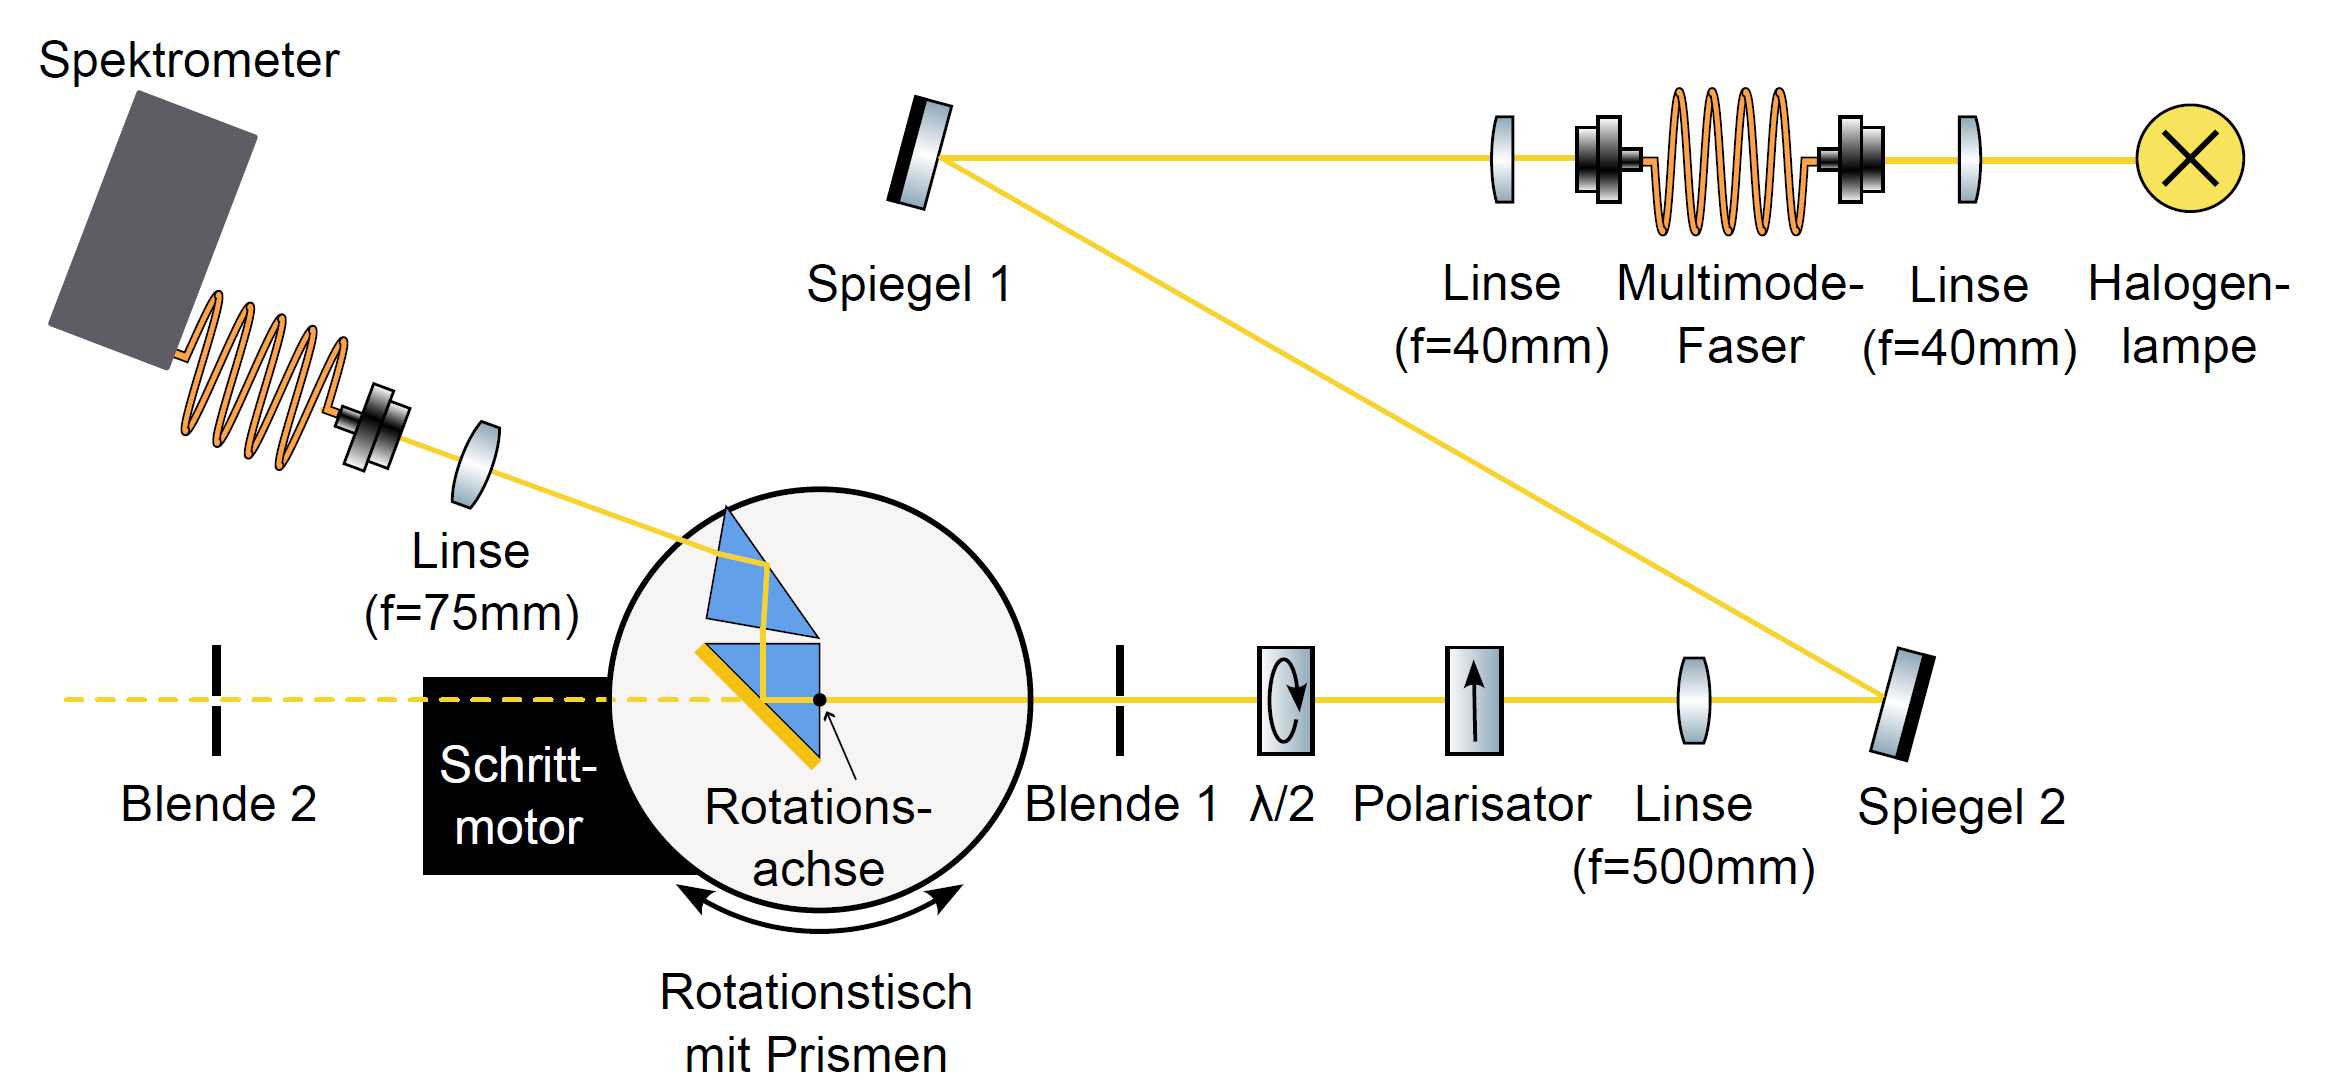 Spektrometer
Spiegel 1
Linse
(f=40mm)
Multimode-
Faser
Linse
(f=40mm)
Halogen-
lampe
Linse
(f=75mm)
Blende 2
Schritt-
motor
Rotations-
achse
Blende 1
λ/2
Polarisator
Linse
(f=500mm)
Spiegel 2
Rotationstisch
mit Prismen